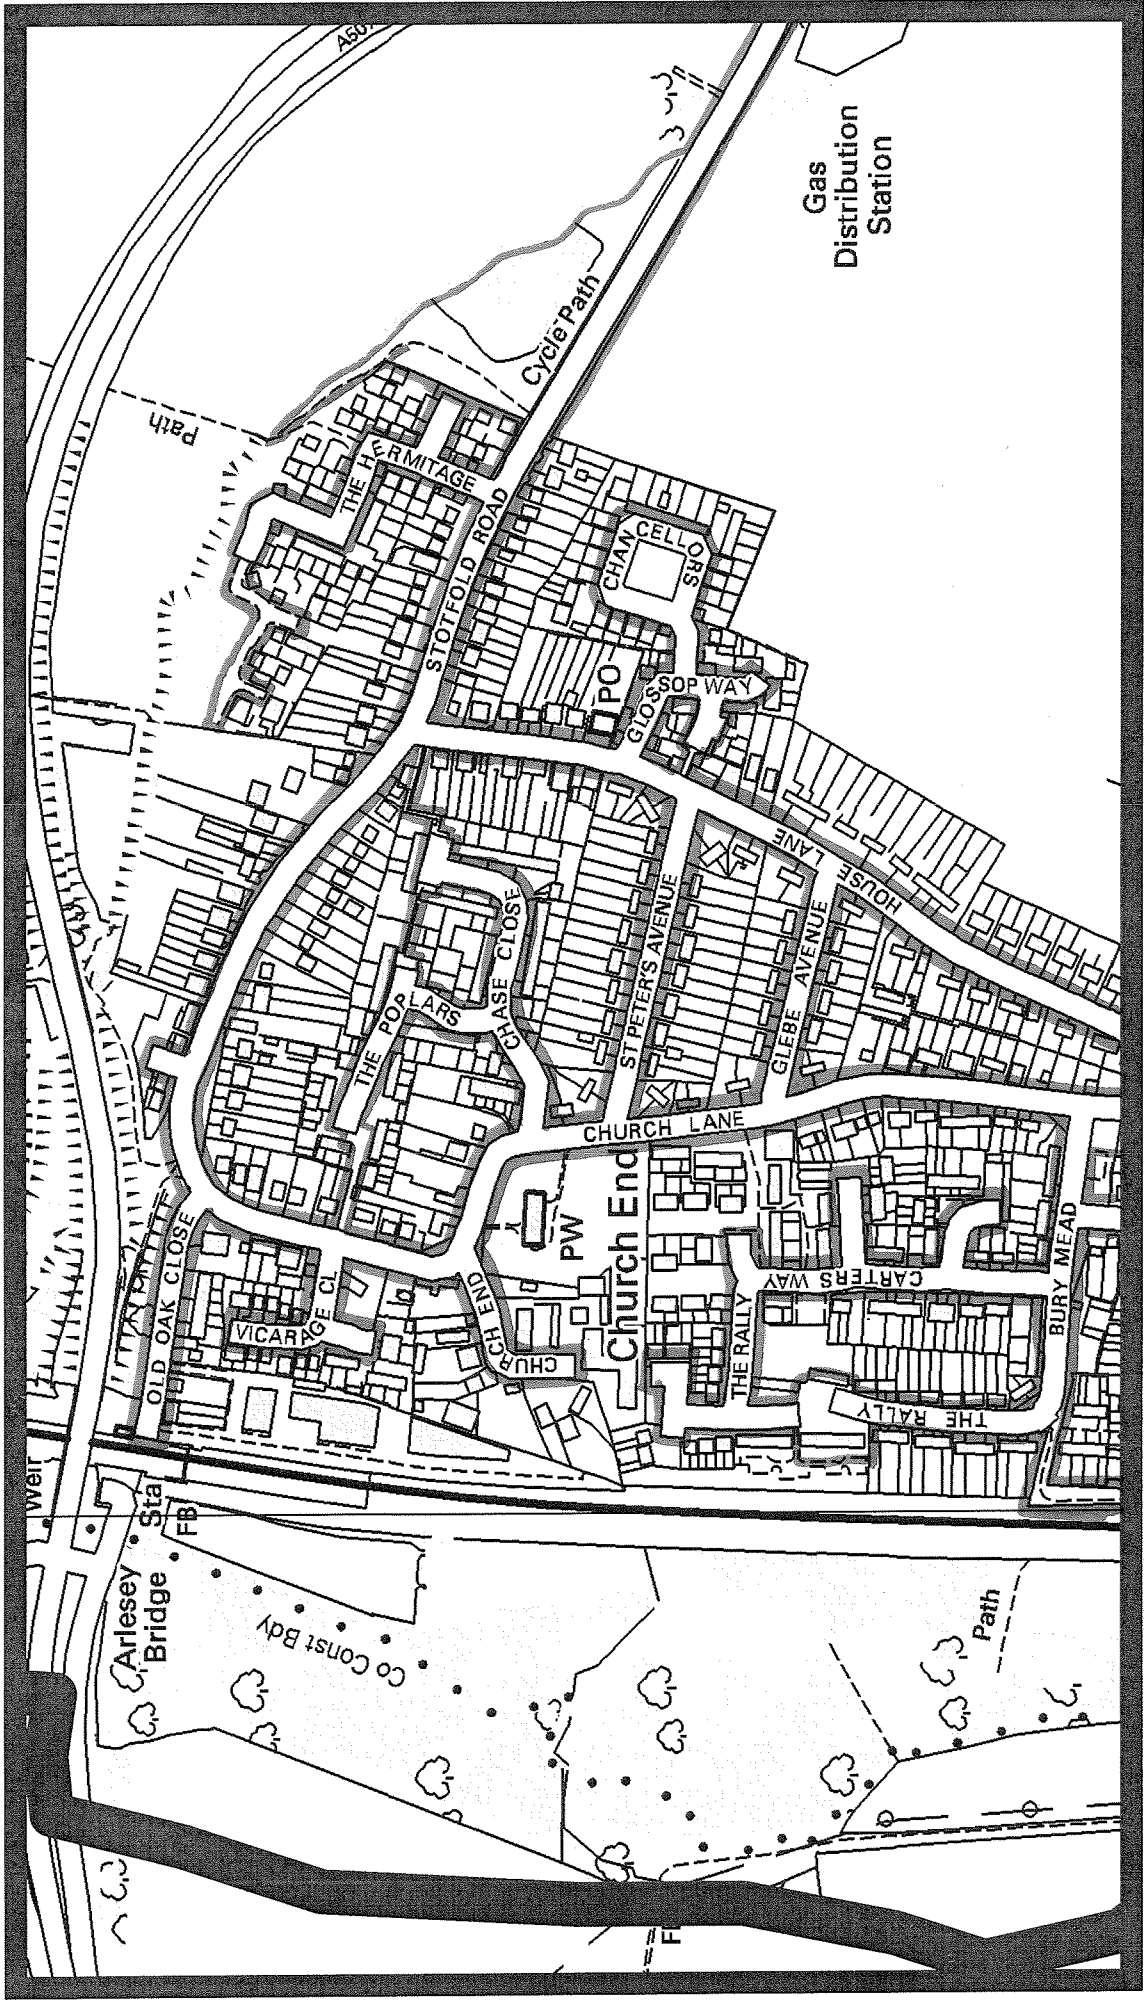 A507
Gas
Distribution
Station
Cycle Path
Path
THE HERMITAGE
STOTFOLD ROAD
CHANCELLORS
PO
GLOSSOP WAY
HOUSE LANE
ST PETER'S AVENUE
GLEBE AVENUE
CHASE CLOSE
THE POPLARS
CHURCH LANE
Church End
PW
OLD OAK CLOSE
VICARAGE CL
CHURCH END
CHURCH
THE RALLY
CARTERS WAY
BURY MEAD
THE RALLY
Weir
Sta
FB
Arlesey
Bridge
Co Const Bdy
Path